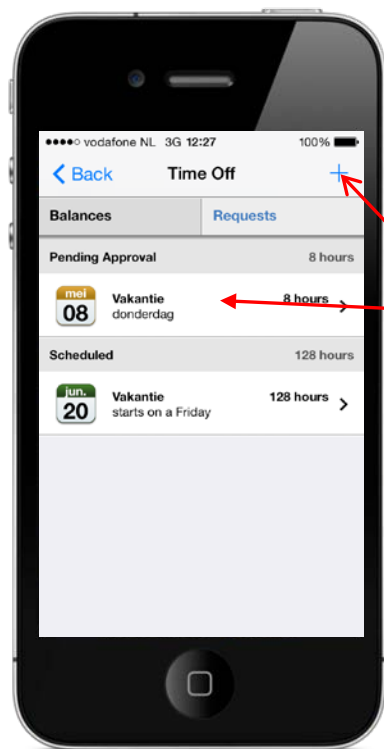 vodafone NL 3G 12:27 100%
Back Time Off +
Balances Requests
Pending Approval 8 hours
mei
08
Vakantie 8 hours
donderdag
Scheduled 128 hours
jun.
20
Vakantie 128 hours
starts on a Friday